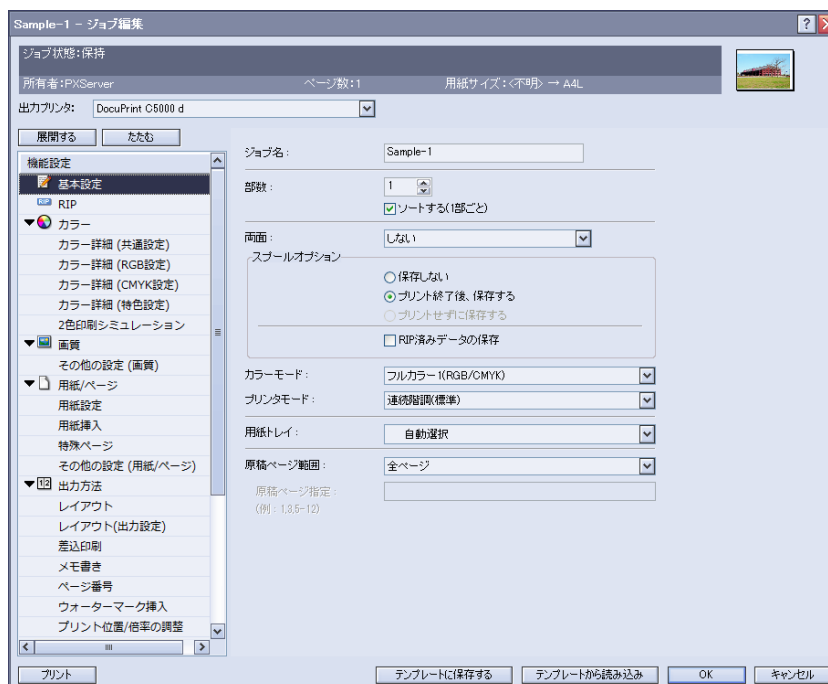 Sample-1 - ジョブ編集
ジョブ状態:保持
所有者:PXServer ページ数:1 用紙サイズ:<不明> → A4L
出力プリンタ: DocuPrint C5000 d
展開する たたむ
機能設定
基本設定
RIP RIP
カラー
カラー詳細 (共通設定)
カラー詳細 (RGB設定)
カラー詳細 (CMYK設定)
カラー詳細 (特色設定)
2色印刷シミュレーション
画質
その他の設定 (画質)
用紙/ページ
用紙設定
用紙挿入
特殊ページ
その他の設定 (用紙/ページ)
12 出力方法
レイアウト
レイアウト(出力設定)
差込印刷
メモ書き
ページ番号
ウォーターマーク挿入
プリント位置/倍率の調整
ジョブ名: Sample-1
部数: 1
ソートする(1部ごと)
両面: しない
スプールオプション
保存しない
プリント終了後、保存する
プリントせずに保存する
RIP済みデータの保存
カラーモード: フルカラー1(RGB/CMYK)
プリンタモード: 連続階調(標準)
用紙トレイ: 自動選択
原稿ページ範囲: 全ページ
原稿ページ指定:
(例: 1,3,5-12)
プリント テンプレートに保存する テンプレートから読み込み OK キャンセル